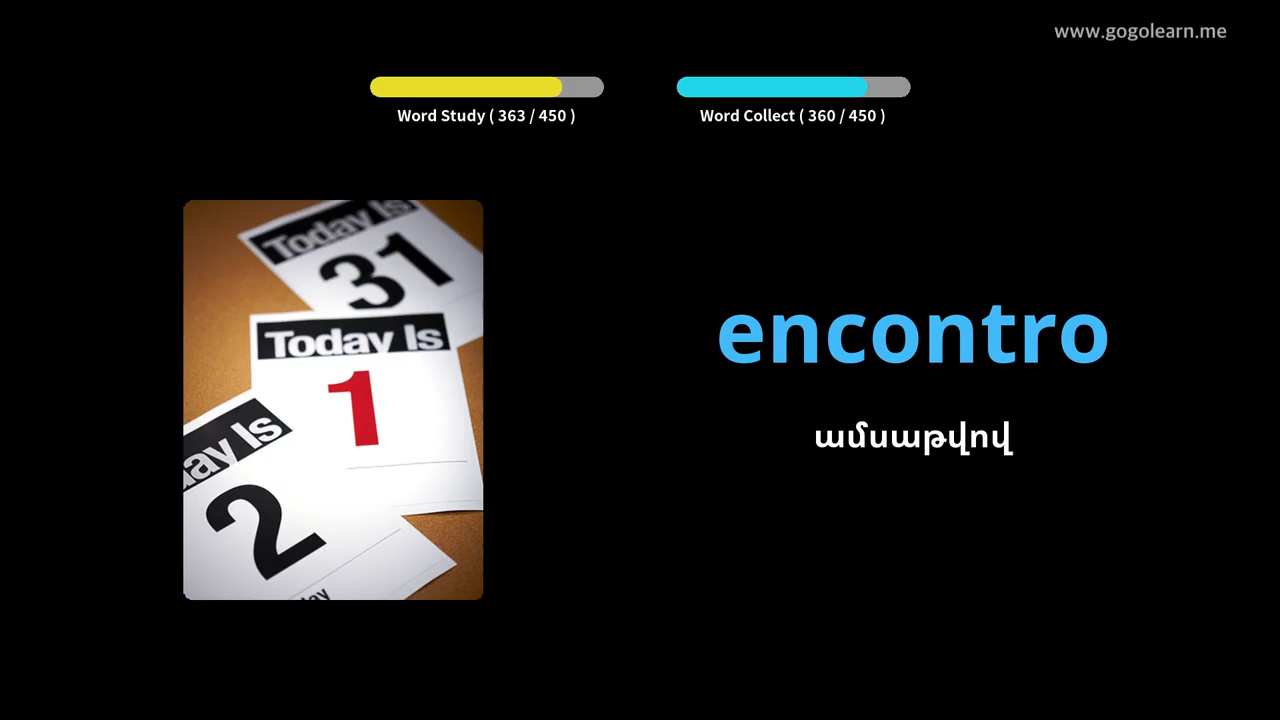 www.gogolearn.me
Word Study ( 363 / 450 )
Word Collect ( 360 / 450 )
Today Is
31
Today Is
1
ay Is
2
encontro
ամսաթվով